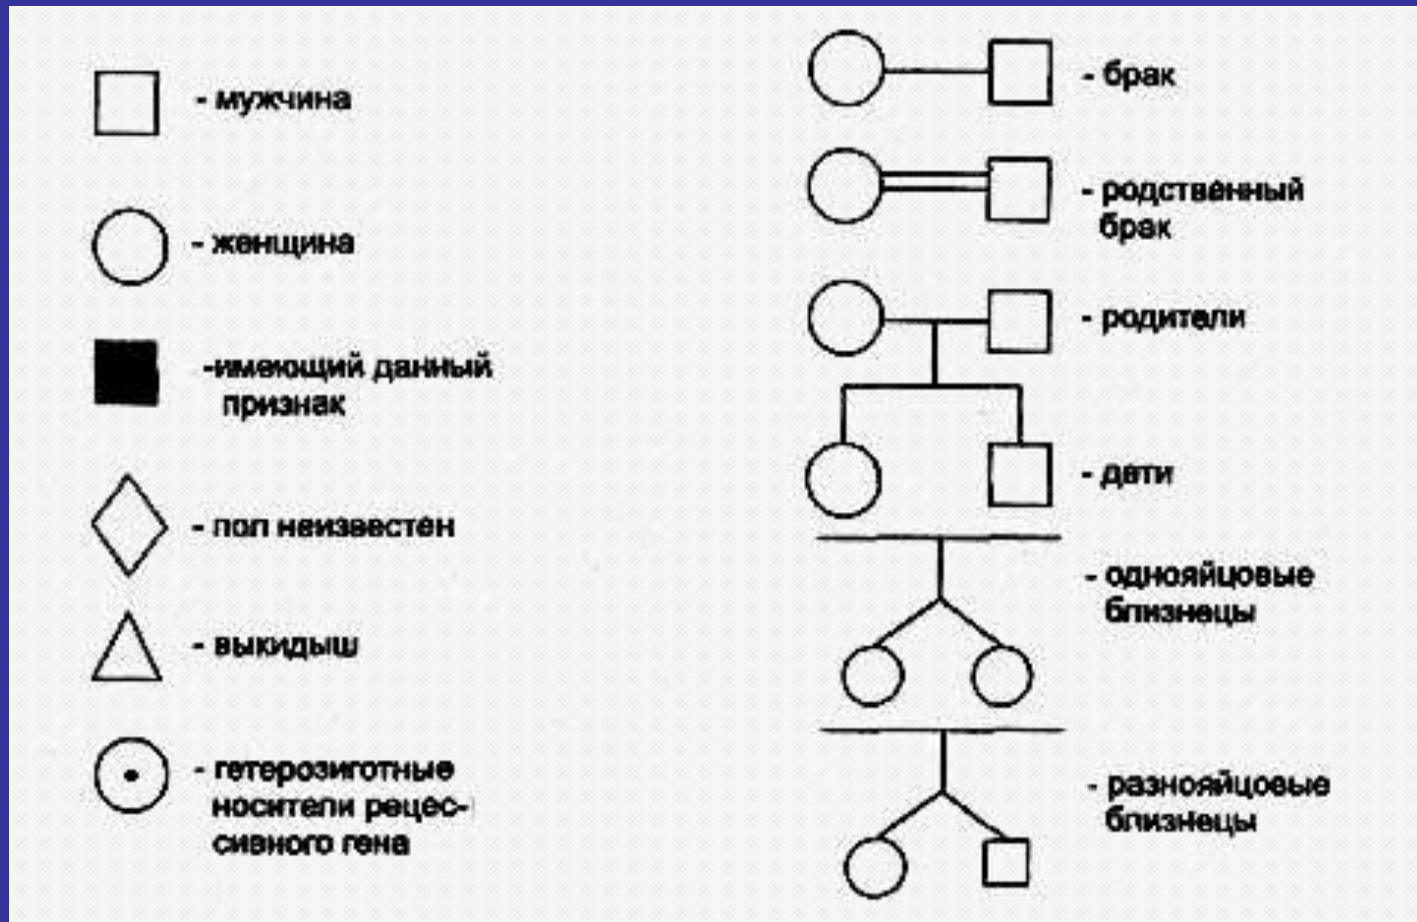 - мужчина
- женщина
-имеющий данный
признак
- пол неизвестен
- выкидыш
- гетерозиготные
носители рецес-
сивного гена
- брак
- родственный
брак
- родители
- дети
- однояйцовые
близнецы
- разнояйцовые
близнецы